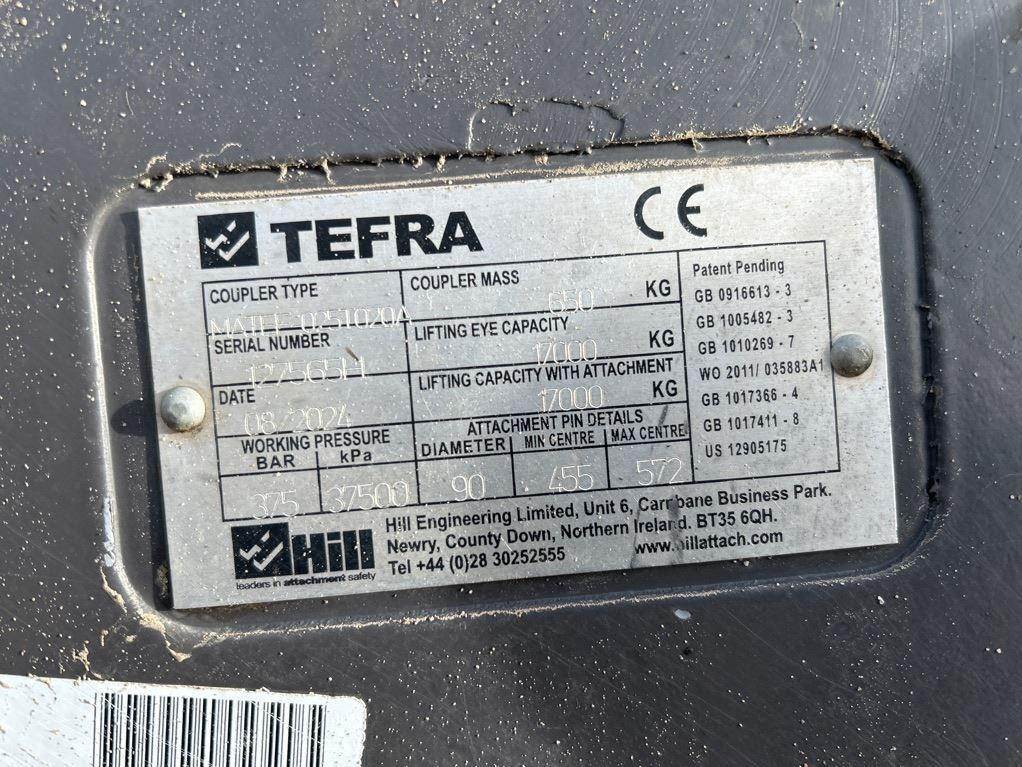 TEFRA CE
COUPLER TYPE
MATEF 0251020A
SERIAL NUMBER
127565H
DATE
08/2024
WORKING PRESSURE
BAR kPa
375 37500
COUPLER MASS
650 KG
LIFTING EYE CAPACITY
17000 KG
LIFTING CAPACITY WITH ATTACHMENT
17000 KG
ATTACHMENT PIN DETAILS
DIAMETER MIN CENTRE MAX CENTRE
90 455 572
Patent Pending
GB 0916613 - 3
GB 1005482 - 3
GB 1010269 - 7
WO 2011/ 035883A1
GB 1017366 - 4
GB 1017411 - 8
US 12905175
Hill
leaders in attachment safety
Hill Engineering Limited, Unit 6, Carnbane Business Park.
Newry, County Down, Northern Ireland. BT35 6QH.
Tel +44 (0)28 30252555 www.hillattach.com